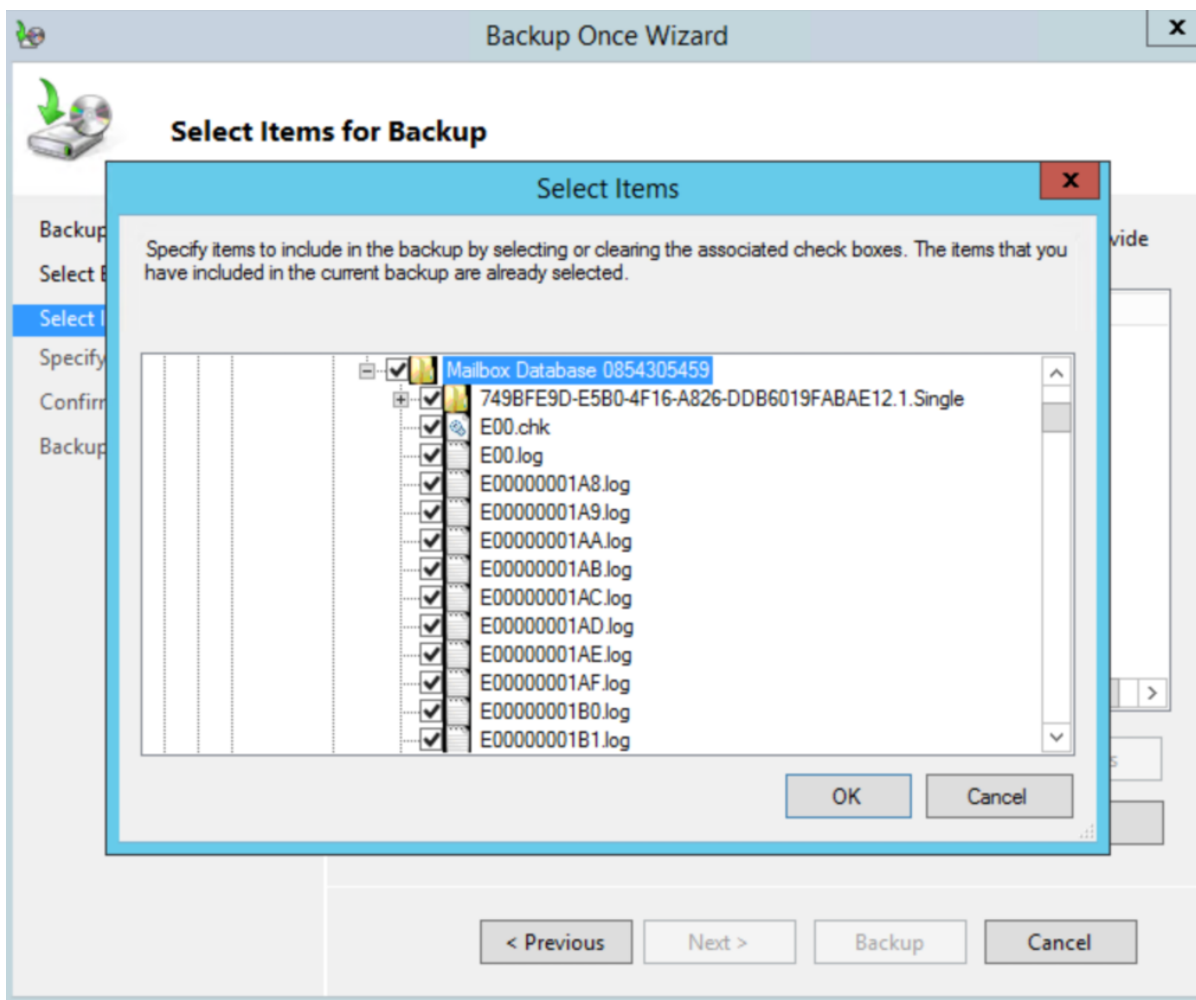 Backup Once Wizard
x
Select Items for Backup
Select Items
x
Backup
Select
Select
Specify
Backup
Specify items to include in the backup by selecting or clearing the associated check boxes. The items that you
have included in the current backup are already selected.
Mailbox Database 0854305459
749BFE9D-E5B0-4F16-A826-DDB6019FABAE12.1.Single
E00.chk
E00.log
E00000001A8.log
E00000001A9.log
E00000001AA.log
E00000001AB.log
E00000001AC.log
E00000001AD.log
E00000001AE.log
E00000001AF.log
E00000001B0.log
E00000001B1.log
OK
Cancel
< Previous
Next >
Backup
Cancel